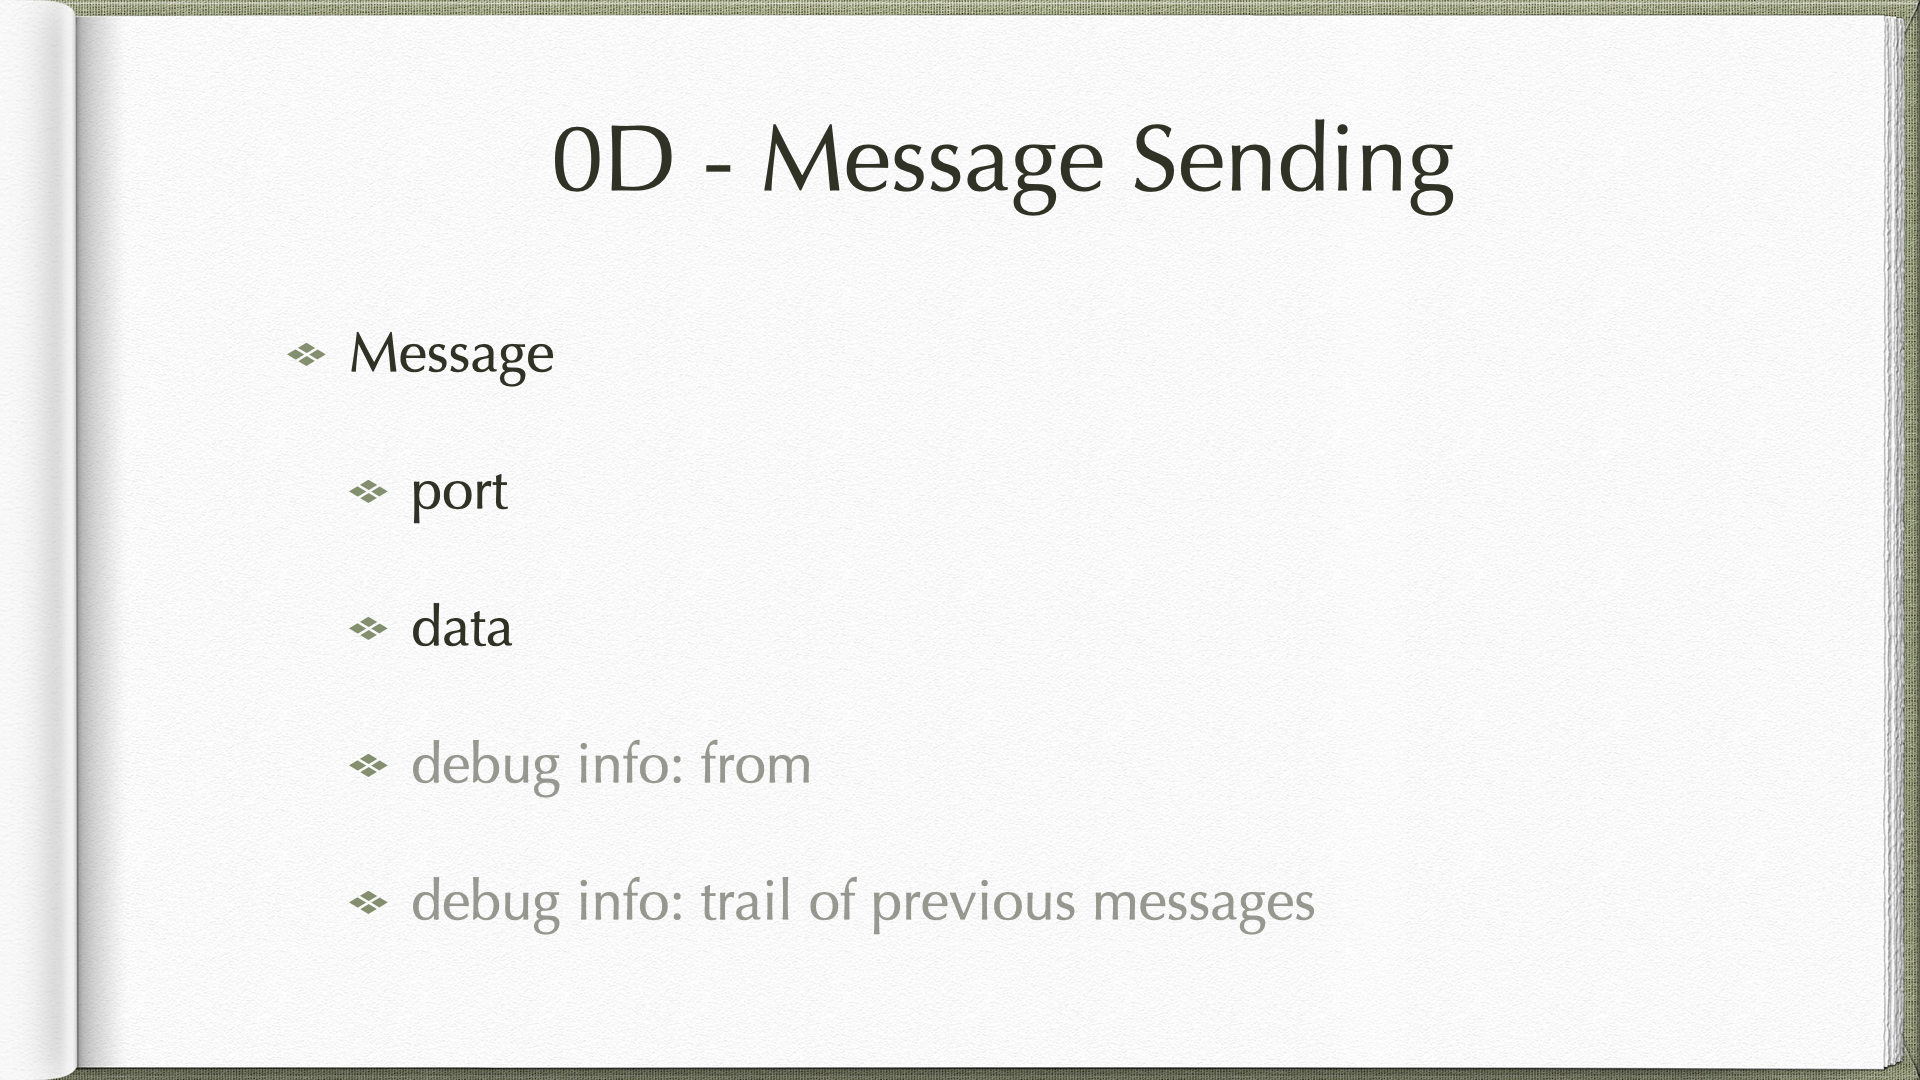 0D - Message Sending
Message
port
data
debug info: from
debug info: trail of previous messages